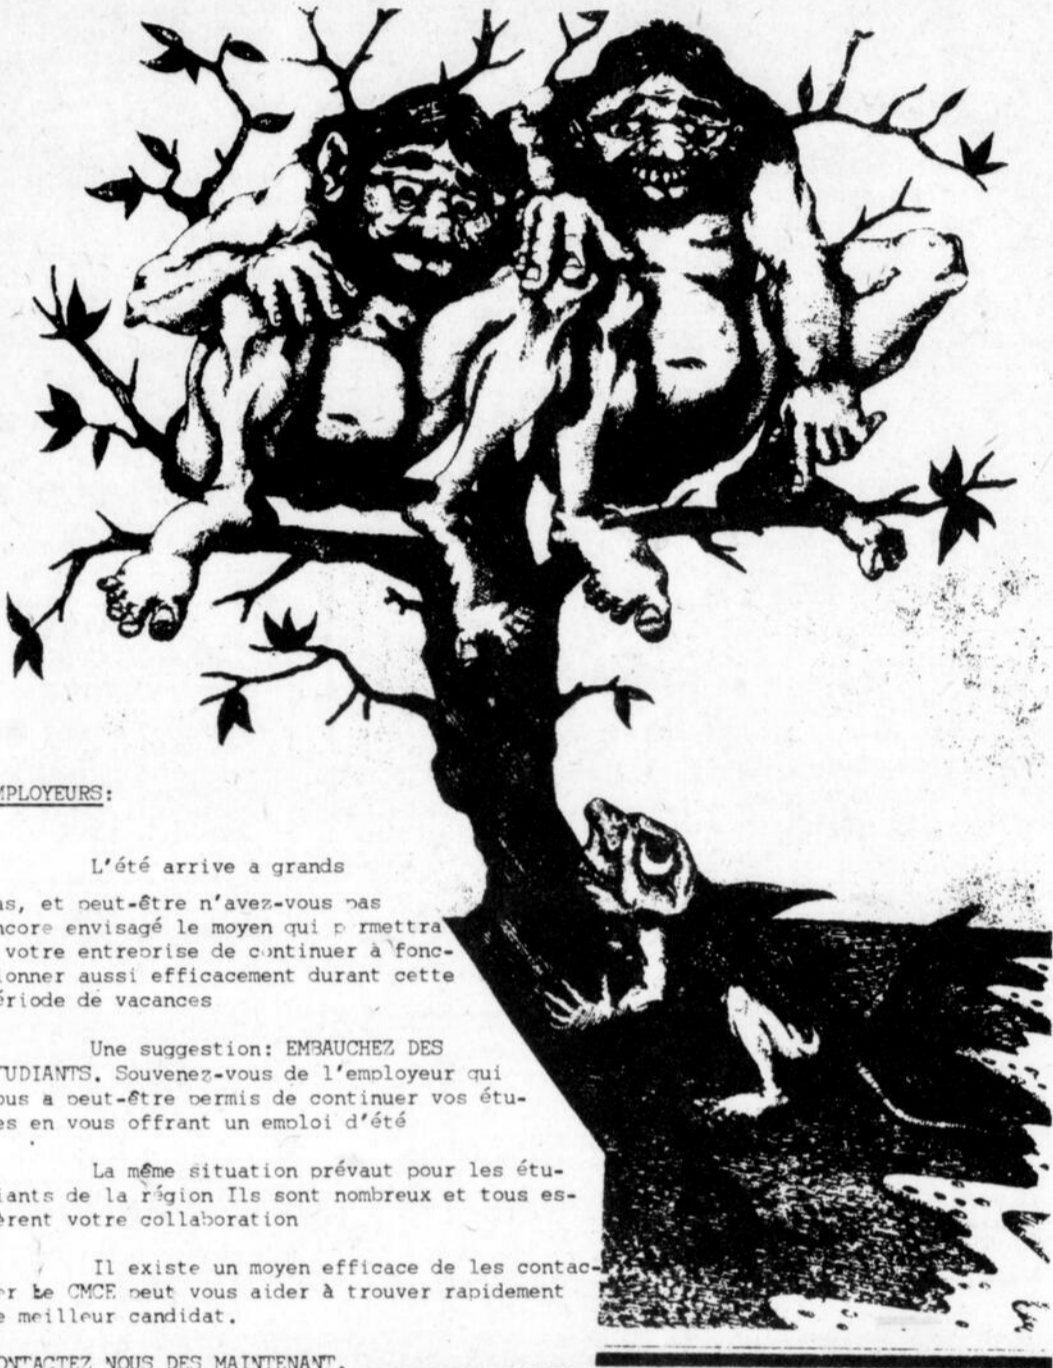 MPLOYEURS:
L'été arrive a grands
as, et peut-être n'avez-vous pas
ncore envisagé le moyen qui p rmettra
votre entreprise de continuer à fonc-
ionner aussi efficacement durant cette
ériode de vacances
Une suggestion: EMBAUCHEZ DES
TUDIANTS. Souvenez-vous de l'employeur qui
ous a peut-être permis de continuer vos étu-
es en vous offrant un emploi d'été
La même situation prévaut pour les étu-
iants de la région Ils sont nombreux et tous es-
èrent votre collaboration
Il existe un moyen efficace de les contac-
er Le CMCE peut vous aider à trouver rapidement
e meilleur candidat.
ONTACTEZ NOUS DES MAINTENANT.